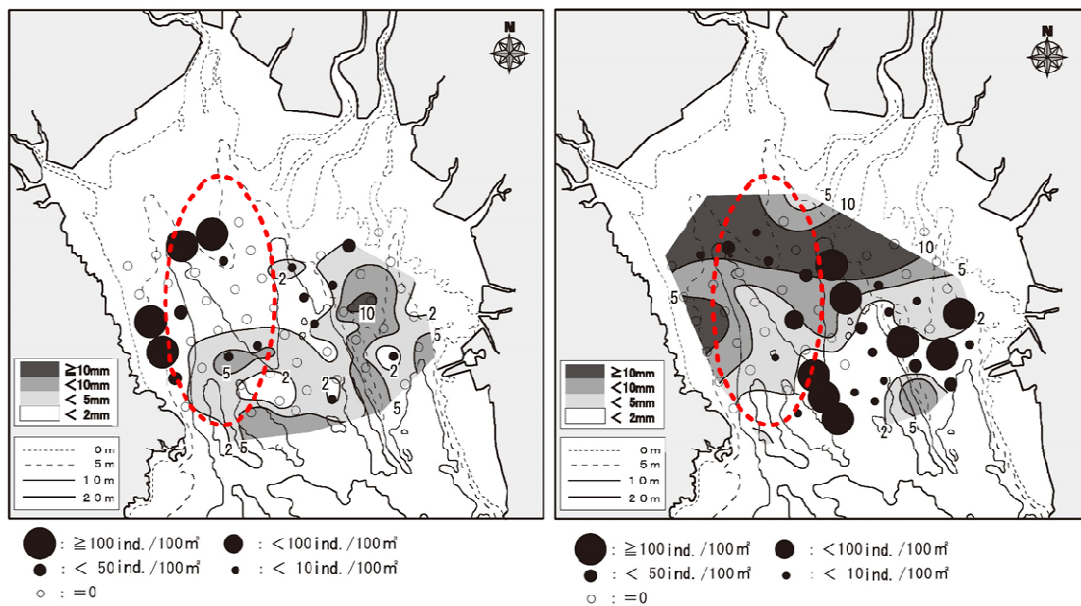 N
2
10
2
5
5
2
2
2
5
2
5
≧10mm
<10mm
< 5mm
< 2mm
0m
5m
10m
20m
: ≧100ind./100㎡
: <100ind./100㎡
: < 50ind./100㎡
: < 10ind./100㎡
: =0
N
5
10
10
5
5
2
2
5
≧10mm
<10mm
< 5mm
< 2mm
0m
5m
10m
20m
: ≧100ind./100㎡
: <100ind./100㎡
: < 50ind./100㎡
: < 10ind./100㎡
: =0